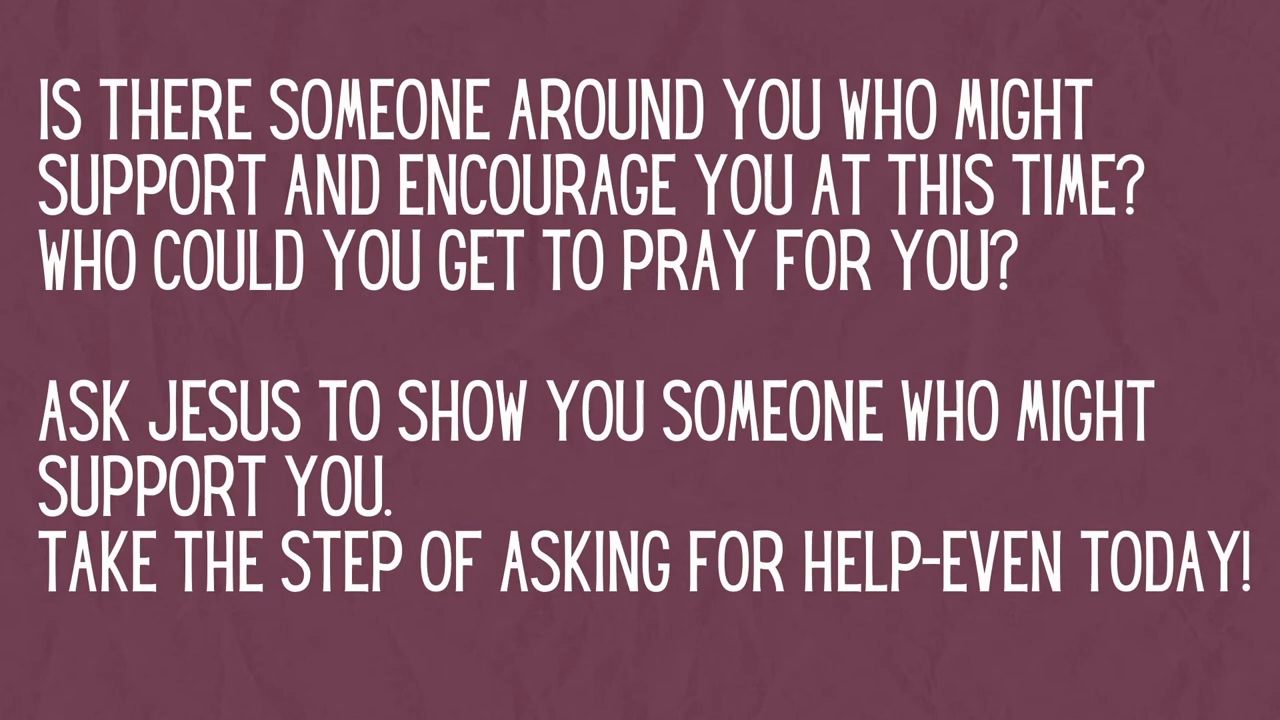 IS THERE SOMEONE AROUND YOU WHO MIGHT
SUPPORT AND ENCOURAGE YOU AT THIS TIME?
WHO COULD YOU GET TO PRAY FOR YOU?
ASK JESUS TO SHOW YOU SOMEONE WHO MIGHT
SUPPORT YOU.
TAKE THE STEP OF ASKING FOR HELP-EVEN TODAY!